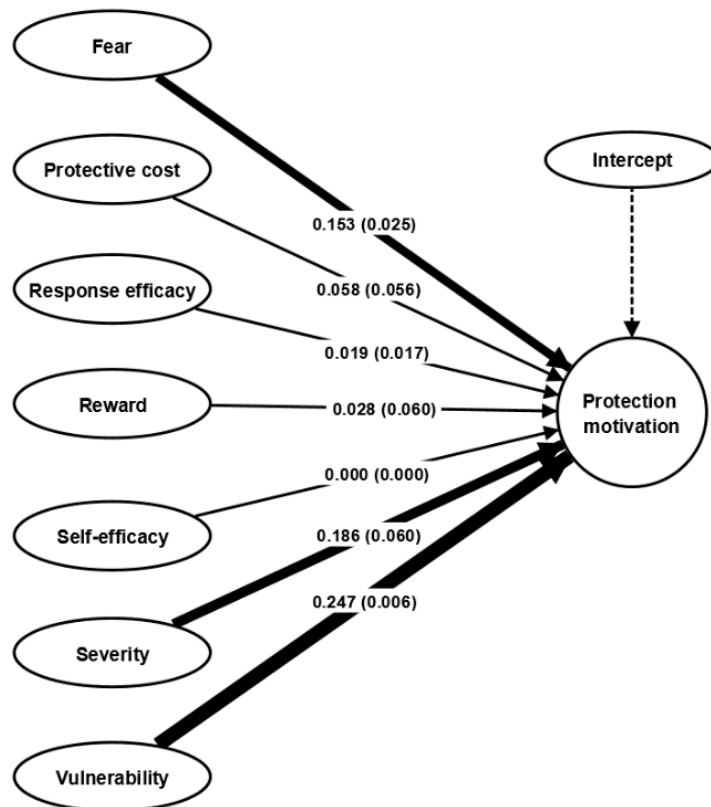 Fear
Protective cost
Intercept
0.153 (0.025)
Response efficacy
0.058 (0.056)
0.019 (0.017)
Reward
0.028 (0.060)
Protection
motivation
0.000 (0.000)
Self-efficacy
0.186 (0.060)
0.247 (0.006)
Severity
Vulnerability